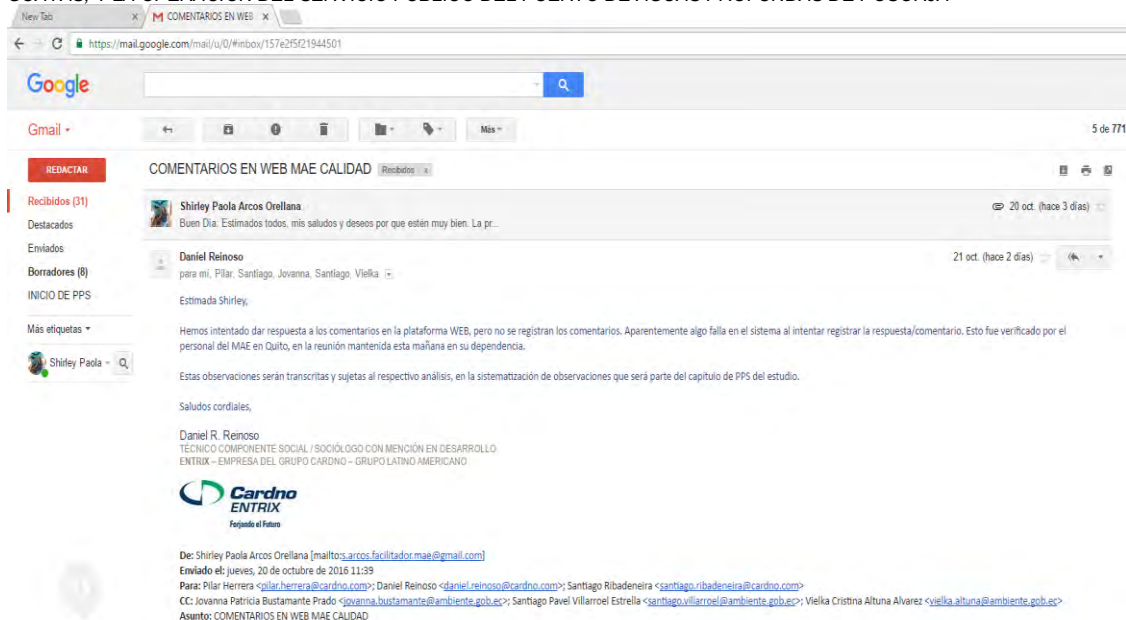 New Tab
COMENTARIOS EN WEB
https://mail.google.com/mail/u/0/#inbox/157e2f5f21944501
Google
Gmail
Más
5 de 771
REDACTAR
COMENTARIOS EN WEB MAE CALIDAD Recibidos x
Recibidos (31)
Shirley Paola Arcos Orellana
20 oct. (hace 3 días)
Destacados
Buen Dia. Estimados todos, mis saludos y deseos por que estén muy bien. La pr...
Enviados
Daniel Reinoso
21 oct. (hace 2 días)
Borradores (8)
para mí, Pilar, Santiago, Jovanna, Santiago, Vielka
INICIO DE PPS
Estimada Shirley,
Más etiquetas
Hemos intentado dar respuesta a los comentarios en la plataforma WEB, pero no se registran los comentarios. Aparentemente algo falla en el sistema al intentar registrar la respuesta/comentario. Esto fue verificado por el
personal del MAE en Quito, en la reunión mantenida esta mañana en su dependencia.
Shirley Paola
Estas observaciones serán transcritas y sujetas al respectivo análisis, en la sistematización de observaciones que será parte del capítulo de PPS del estudio.
Saludos cordiales,
Daniel R. Reinoso
TÉCNICO COMPONENTE SOCIAL / SOCIÓLOGO CON MENCIÓN EN DESARROLLO
ENTRIX – EMPRESA DEL GRUPO CARDNO – GRUPO LATINO AMERICANO
Cardno
ENTRIX
Forjando el Futuro
De: Shirley Paola Arcos Orellana [mailto:s.arcos.facilitador.mae@gmail.com]
Enviado el: jueves, 20 de octubre de 2016 11:39
Para: Pilar Herrera <pilar.herrera@cardno.com>; Daniel Reinoso <daniel.reinoso@cardno.com>; Santiago Ribadeneira <santiago.ribadeneira@cardno.com>
CC: Jovanna Patricia Bustamante Prado <jovanna.bustamante@ambiente.gob.ec>; Santiago Pavel Villarroel Estrella <santiago.villarroel@ambiente.gob.ec>; Vielka Cristina Altuna Alvarez <vielka.altuna@ambiente.gob.ec>
Asunto: COMENTARIOS EN WEB MAE CALIDAD